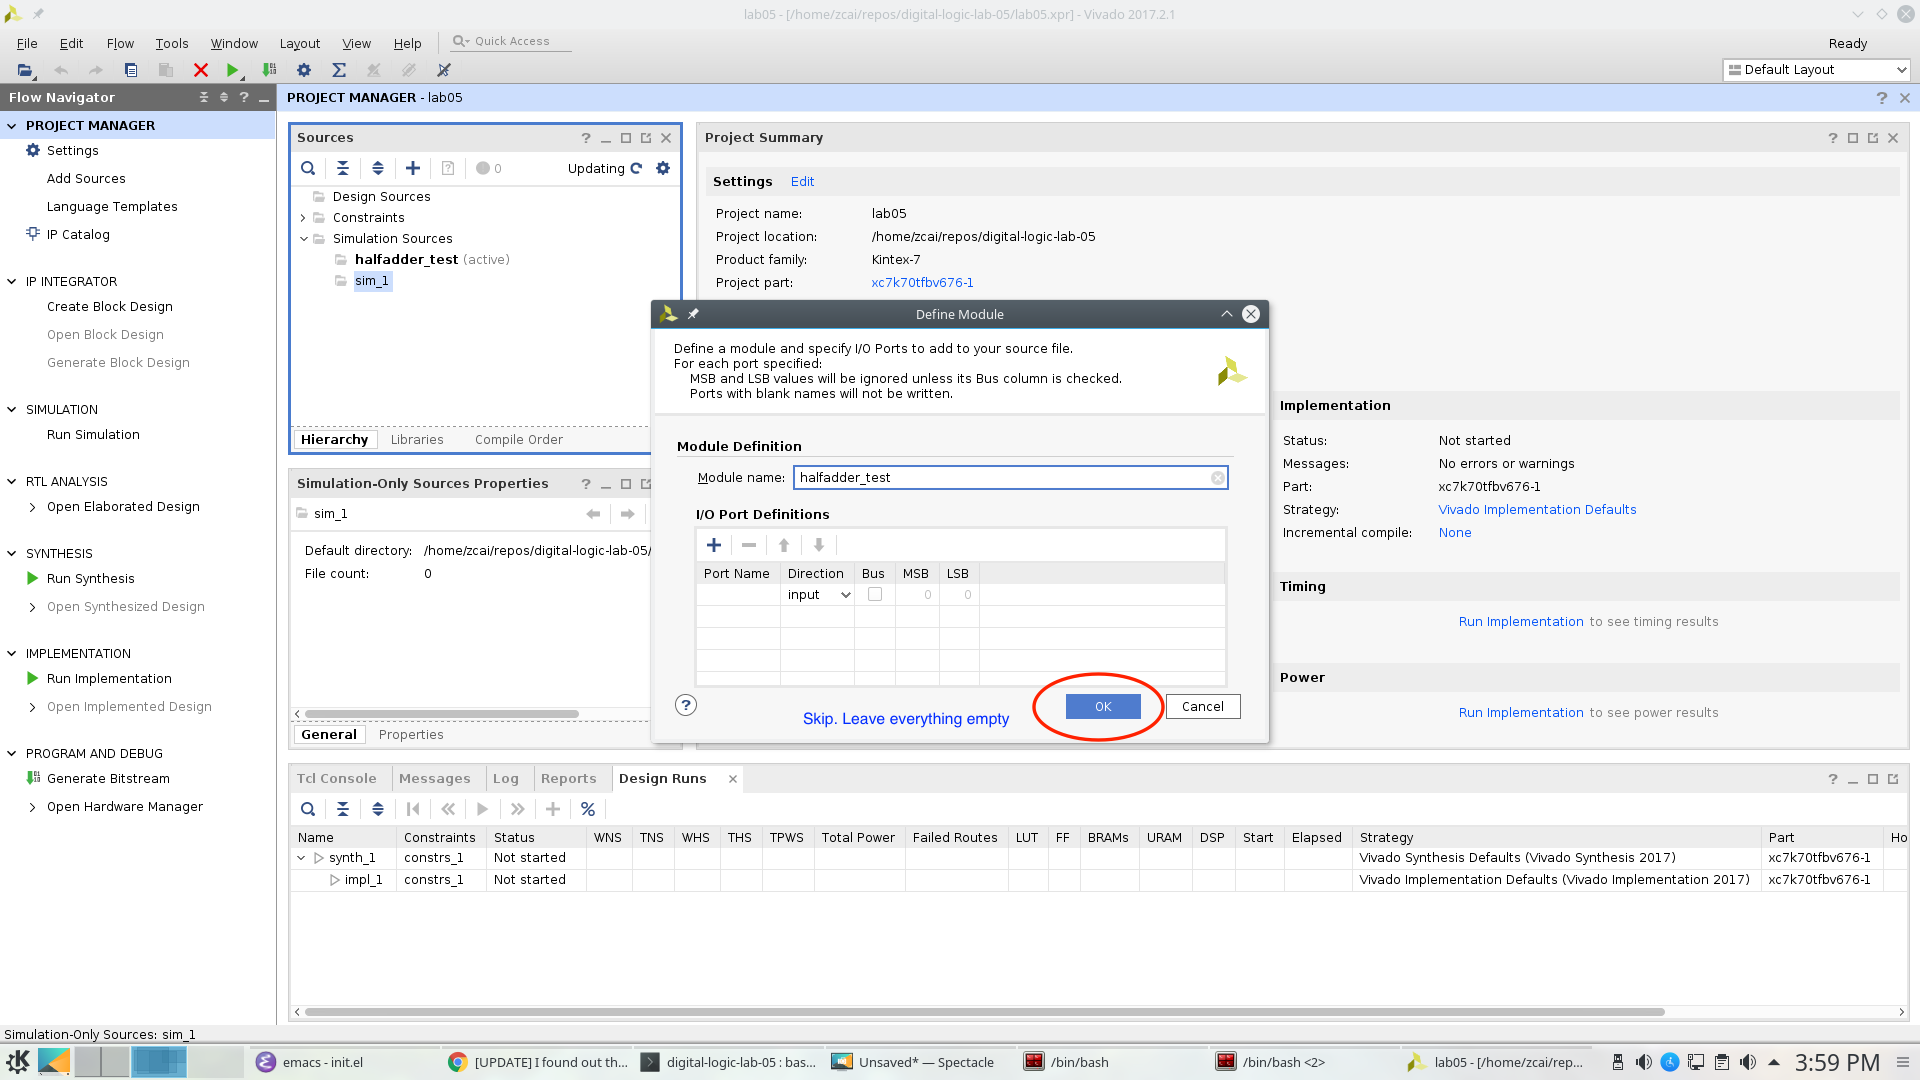 lab05 - [/home/zcai/repos/digital-logic-lab-05/lab05.xpr] - Vivado 2017.2.1
File Edit Flow Tools Window Layout View Help Quick Access Ready
Default Layout
Flow Navigator
PROJECT MANAGER - lab05
PROJECT MANAGER
Settings
Add Sources
Language Templates
IP Catalog
IP INTEGRATOR
Create Block Design
Open Block Design
Generate Block Design
SIMULATION
Run Simulation
RTL ANALYSIS
Open Elaborated Design
SYNTHESIS
Run Synthesis
Open Synthesized Design
IMPLEMENTATION
Run Implementation
Open Implemented Design
PROGRAM AND DEBUG
Generate Bitstream
Open Hardware Manager
Sources
0 Updating
Design Sources
Constraints
Simulation Sources
halfadder_test (active)
sim_1
Hierarchy Libraries Compile Order
Simulation-Only Sources Properties
sim_1
Default directory: /home/zcai/repos/digital-logic-lab-05/
File count: 0
General Properties
Project Summary
Settings Edit
Project name: lab05
Project location: /home/zcai/repos/digital-logic-lab-05
Product family: Kintex-7
Project part: xc7k70tfbv676-1
Implementation
Status: Not started
Messages: No errors or warnings
Part: xc7k70tfbv676-1
Strategy: Vivado Implementation Defaults
Incremental compile: None
Timing
Run Implementation to see timing results
Power
Run Implementation to see power results
Define Module
Define a module and specify I/O Ports to add to your source file.
For each port specified:
MSB and LSB values will be ignored unless its Bus column is checked.
Ports with blank names will not be written.
Module Definition
Module name: halfadder_test
I/O Port Definitions
Port Name Direction Bus MSB LSB
input 0 0
Skip. Leave everything empty
OK Cancel
Tcl Console Messages Log Reports Design Runs
Name Constraints Status WNS TNS WHS THS TPWS Total Power Failed Routes LUT FF BRAMs URAM DSP Start Elapsed Strategy Part Ho
synth_1 constrs_1 Not started Vivado Synthesis Defaults (Vivado Synthesis 2017) xc7k70tfbv676-1
impl_1 constrs_1 Not started Vivado Implementation Defaults (Vivado Implementation 2017) xc7k70tfbv676-1
Simulation-Only Sources: sim_1
emacs - init.el [UPDATE] I found out th... digital-logic-lab-05 : bas... Unsaved* — Spectacle /bin/bash /bin/bash <2> lab05 - [/home/zcai/rep... 3:59 PM